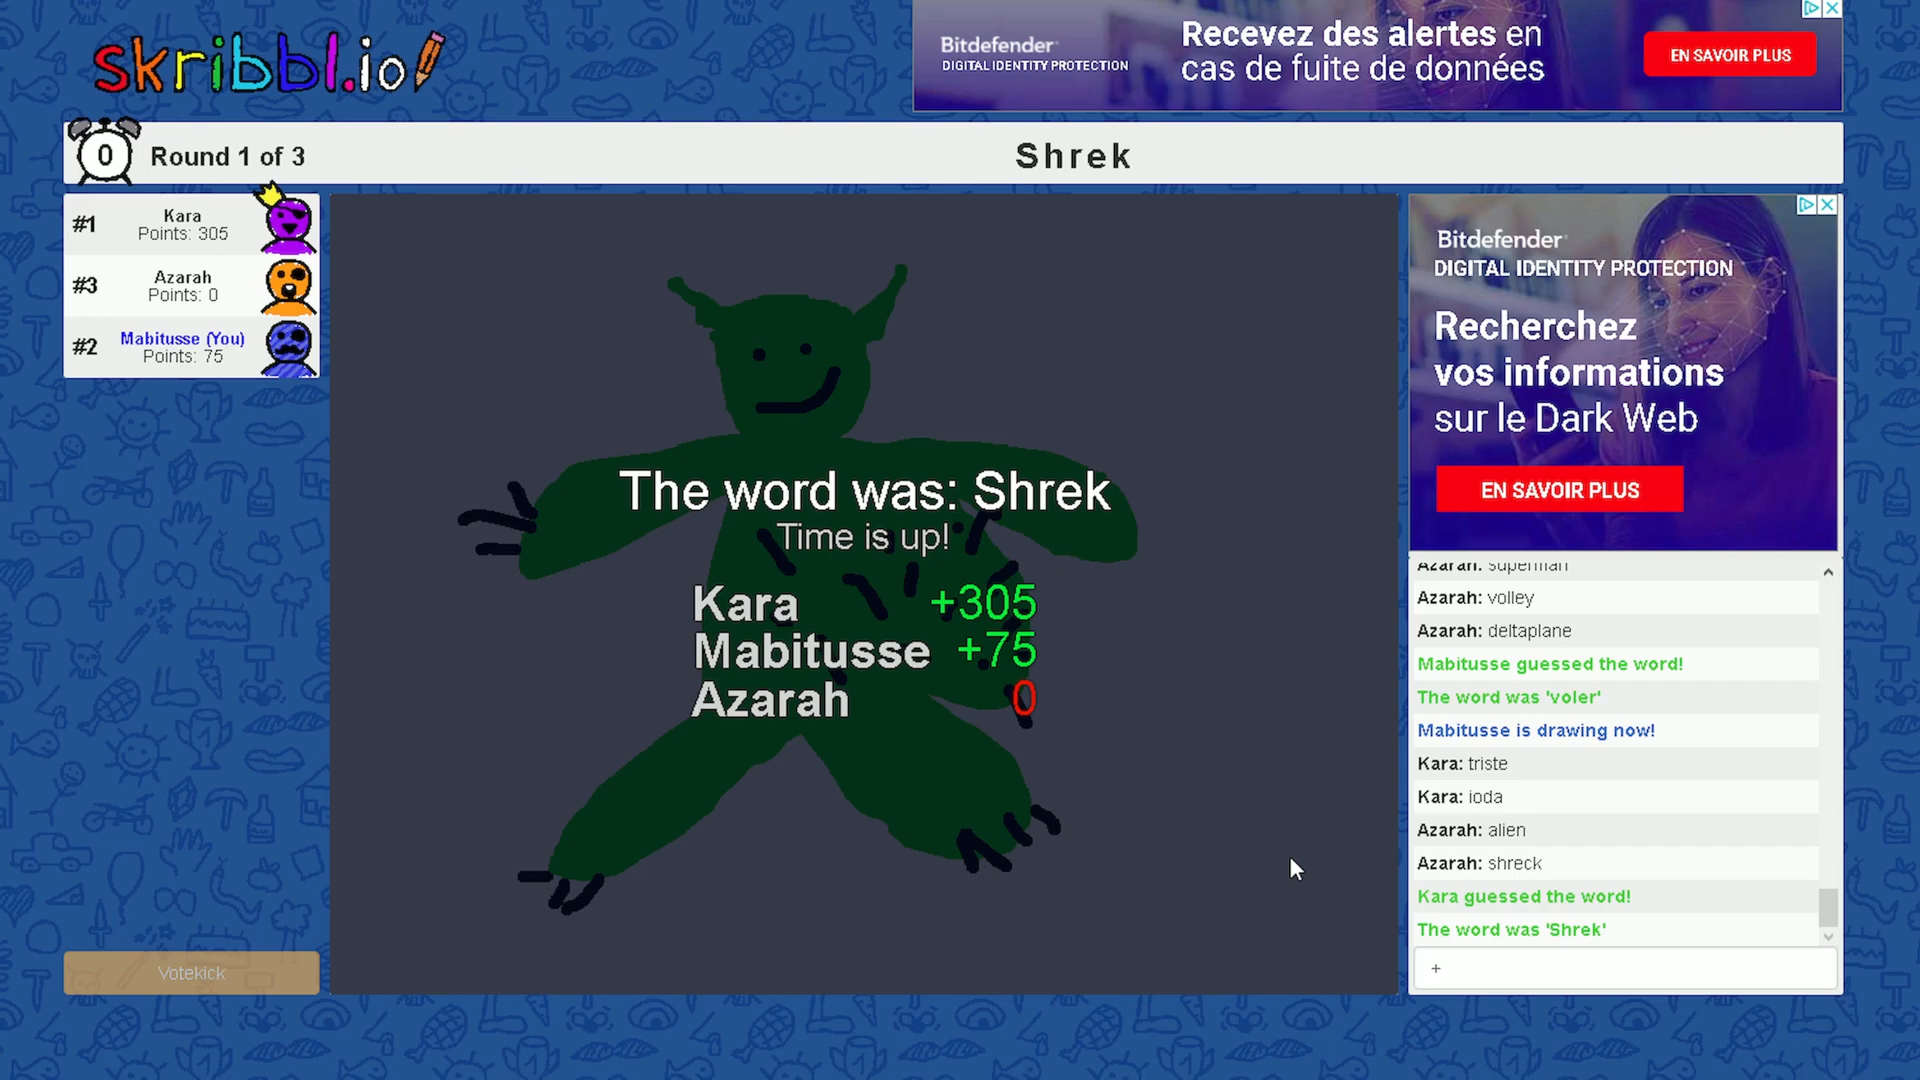 skribbl.io
Bitdefender
DIGITAL IDENTITY PROTECTION
Recevez des alertes en
cas de fuite de données
EN SAVOIR PLUS
0
Round 1 of 3
Shrek
#1
Kara
Points: 305
#3
Azarah
Points: 0
#2
Mabitusse (You)
Points: 75
The word was: Shrek
Time is up!
Kara +305
Mabitusse +75
Azarah 0
Votekick
Bitdefender
DIGITAL IDENTITY PROTECTION
Recherchez
vos informations
sur le Dark Web
EN SAVOIR PLUS
Azarah: superman
Azarah: volley
Azarah: deltaplane
Mabitusse guessed the word!
The word was 'voler'
Mabitusse is drawing now!
Kara: triste
Kara: ioda
Azarah: alien
Azarah: shreck
Kara guessed the word!
The word was 'Shrek'
+